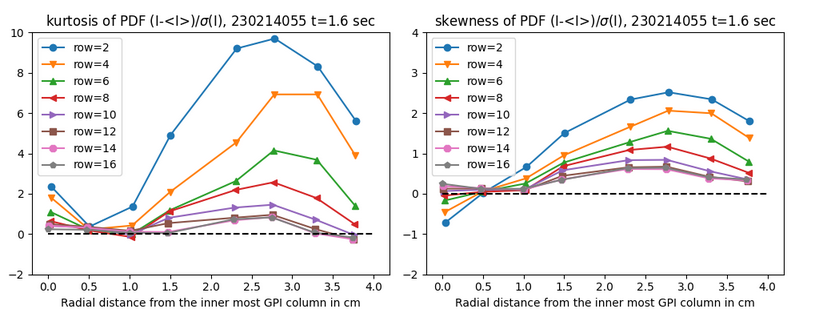 kurtosis of PDF (I-<I>)/σ(I), 230214055 t=1.6 sec
10
8
6
4
2
0
−2
row=2
row=4
row=6
row=8
row=10
row=12
row=14
row=16
0.0 0.5 1.0 1.5 2.0 2.5 3.0 3.5 4.0
Radial distance from the inner most GPI column in cm
skewness of PDF (I-<I>)/σ(I), 230214055 t=1.6 sec
4
3
2
1
0
−1
−2
row=2
row=4
row=6
row=8
row=10
row=12
row=14
row=16
0.0 0.5 1.0 1.5 2.0 2.5 3.0 3.5 4.0
Radial distance from the inner most GPI column in cm